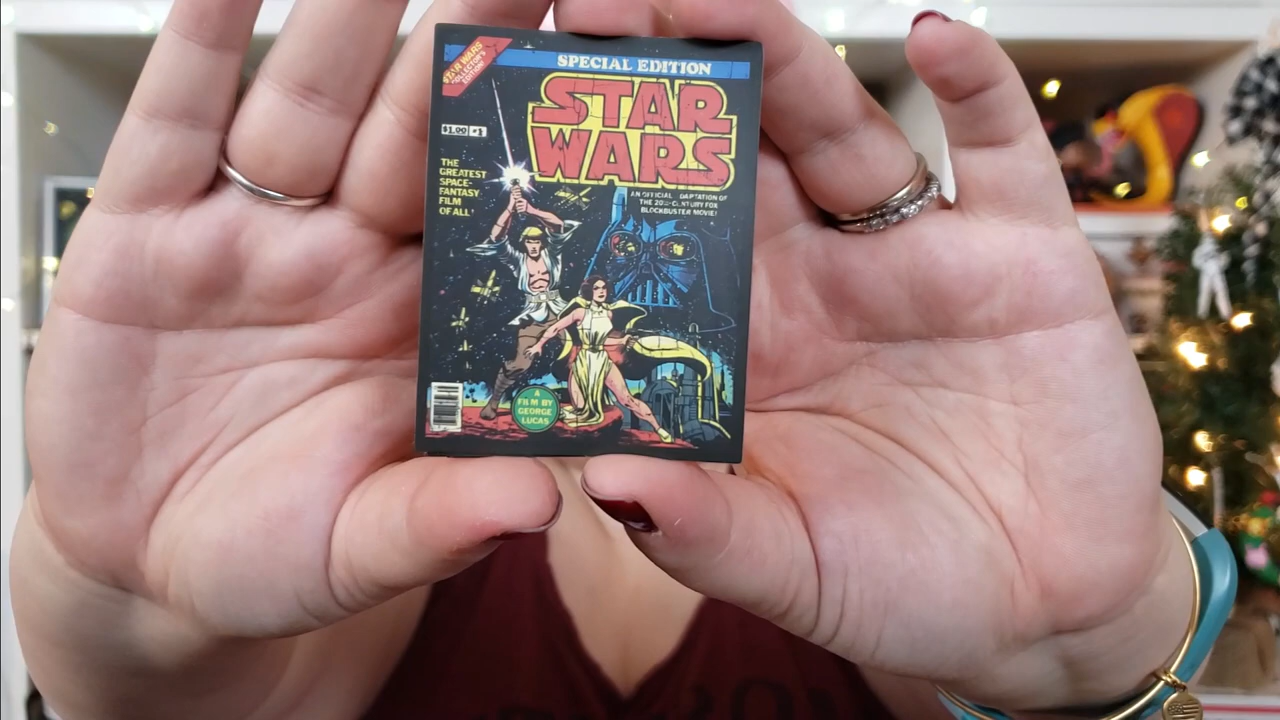 STAR WARS
COLLECTOR'S
EDITION!
SPECIAL EDITION
STAR
WARS
$1.00 #1
THE
GREATEST
SPACE-
FANTASY
FILM
OF ALL!
AN OFFICIAL DAPTATION OF
THE 20TH-CENTURY FOX
BLOCKBUSTER MOVIE!
A
FILM BY
GEORGE
LUCAS